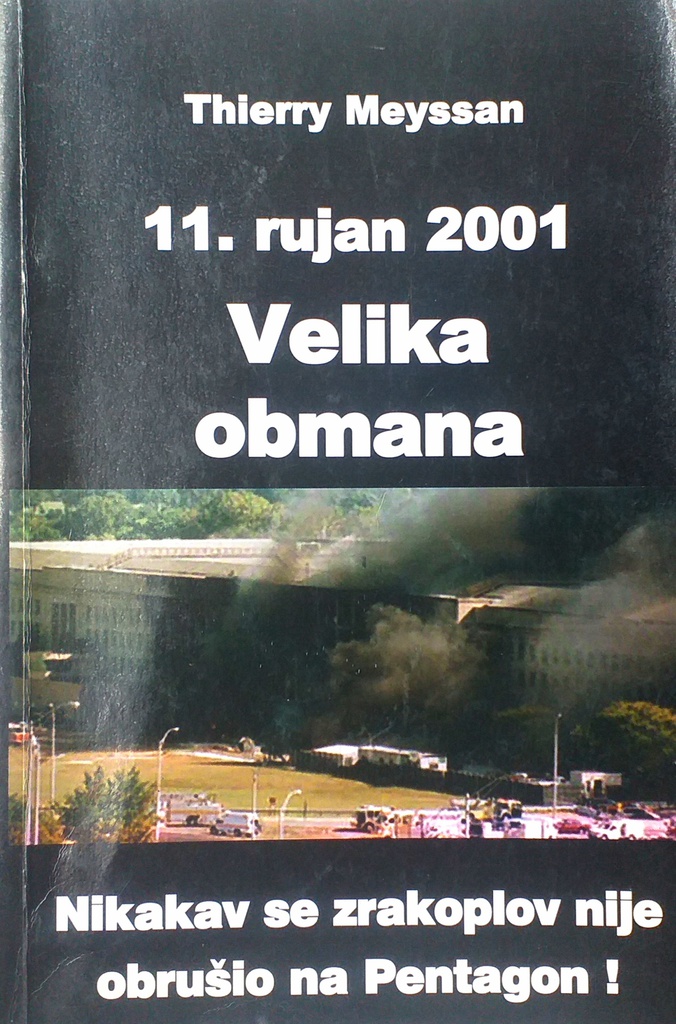 Thierry Meyssan
11. rujan 2001
Velika
obmana
Nikakav se zrakoplov nije
obrušio na Pentagon !